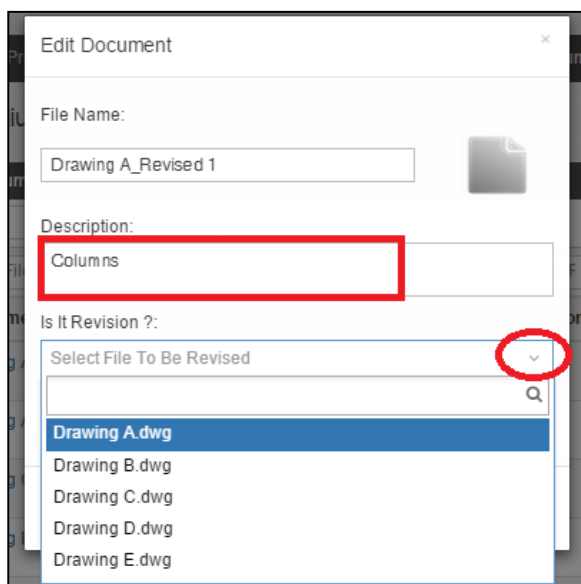 Edit Document
×
File Name:
Drawing A_Revised 1
Description:
Columns
Is It Revision ?:
Select File To Be Revised
Drawing A.dwg
Drawing B.dwg
Drawing C.dwg
Drawing D.dwg
Drawing E.dwg